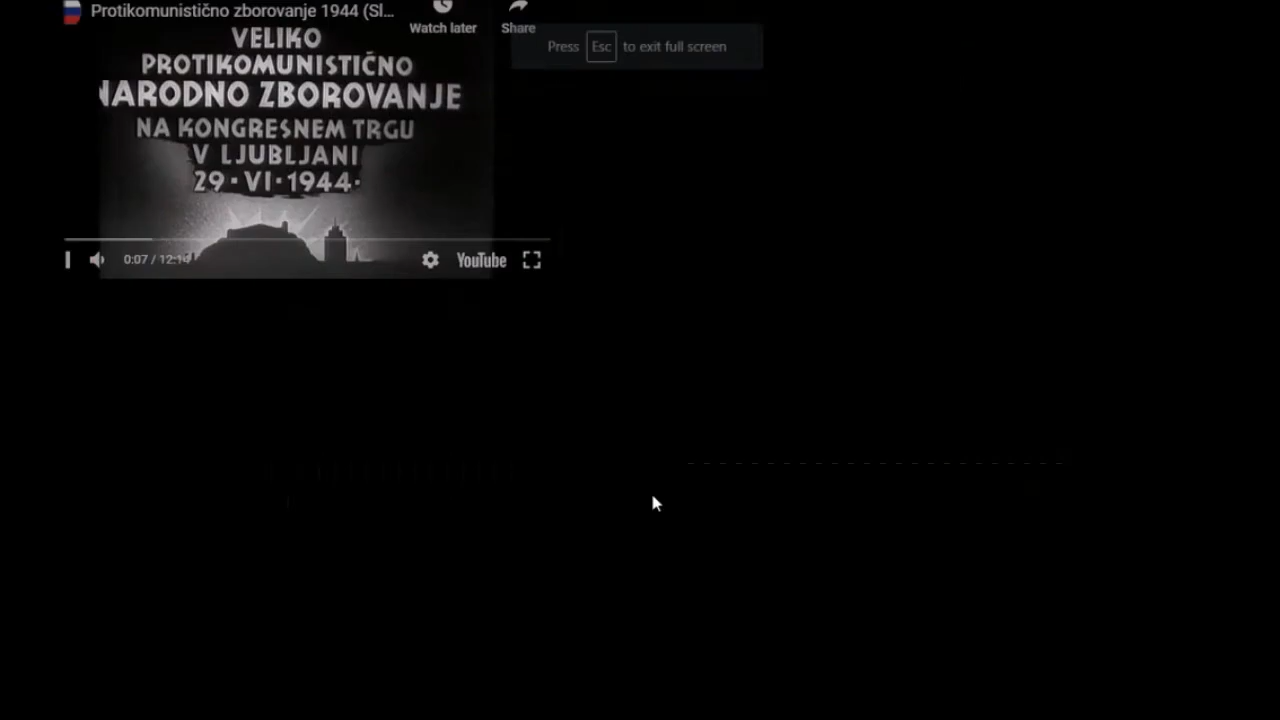 Protikomunistično zborovanje 1944 (Sl...
Watch later
Share
Press Esc to exit full screen
VELIKO
PROTIKOMUNISTIČNO
NARODNO ZBOROVANJE
NA KONGRESNEM TRGU
V LJUBLJANI
29·VI·1944·
0:07 / 12:14
YouTube